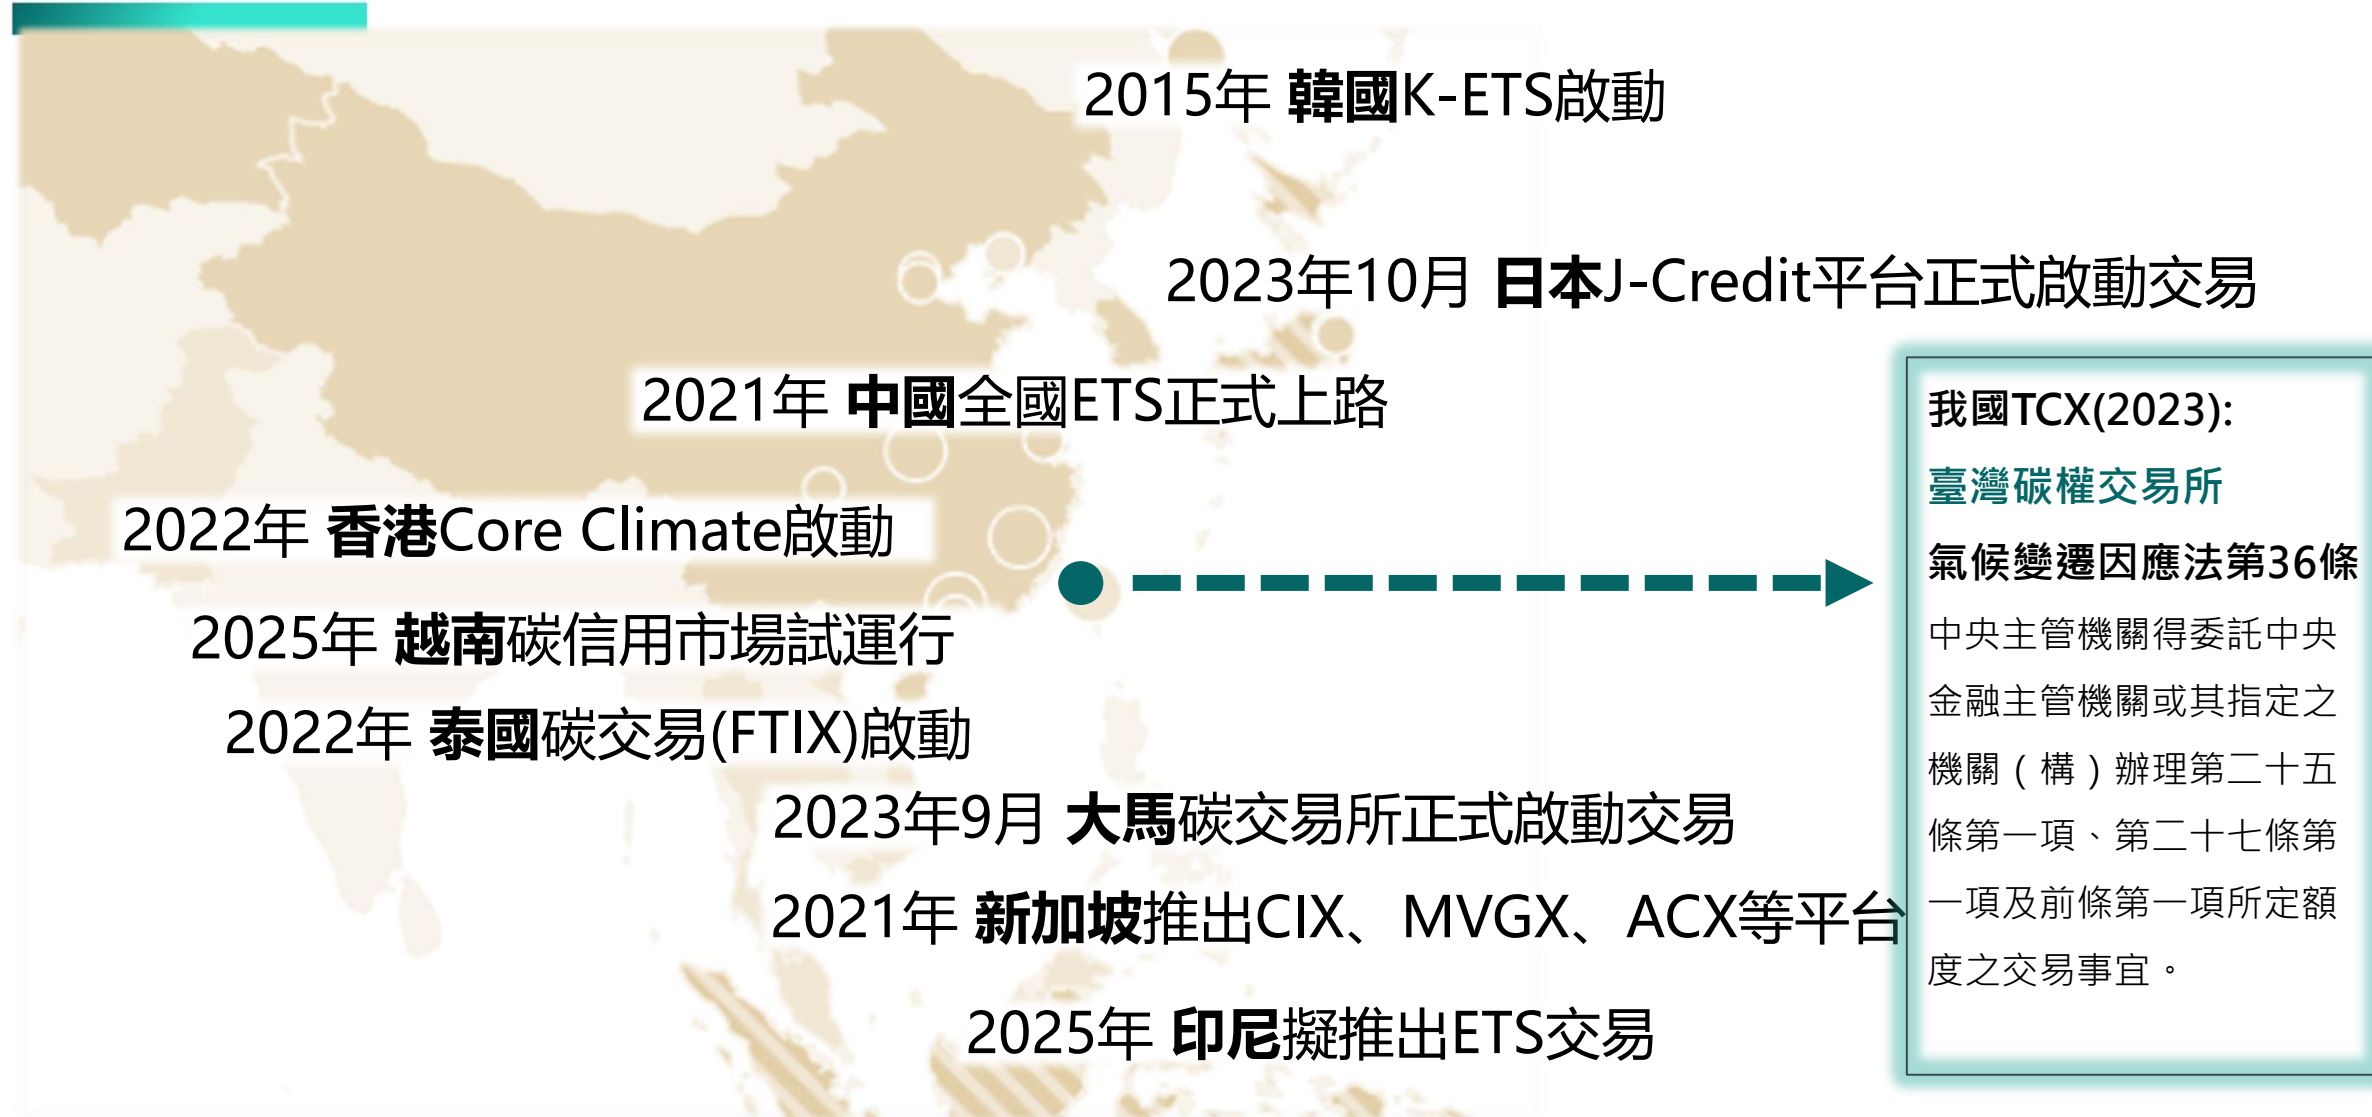 2015年 韓國K-ETS啟動
2023年10月 日本J-Credit平台正式啟動交易
2021年 中國全國ETS正式上路
2022年 香港Core Climate啟動
2025年 越南碳信用市場試運行
2022年 泰國碳交易(FTIX)啟動
2023年9月 大馬碳交易所正式啟動交易
2021年 新加坡推出CIX、MVGX、ACX等平台
2025年 印尼擬推出ETS交易
我國TCX(2023):
臺灣碳權交易所
氣候變遷因應法第36條
中央主管機關得委託中央
金融主管機關或其指定之
機關（構）辦理第二十五
條第一項、第二十七條第
一項及前條第一項所定額
度之交易事宜。